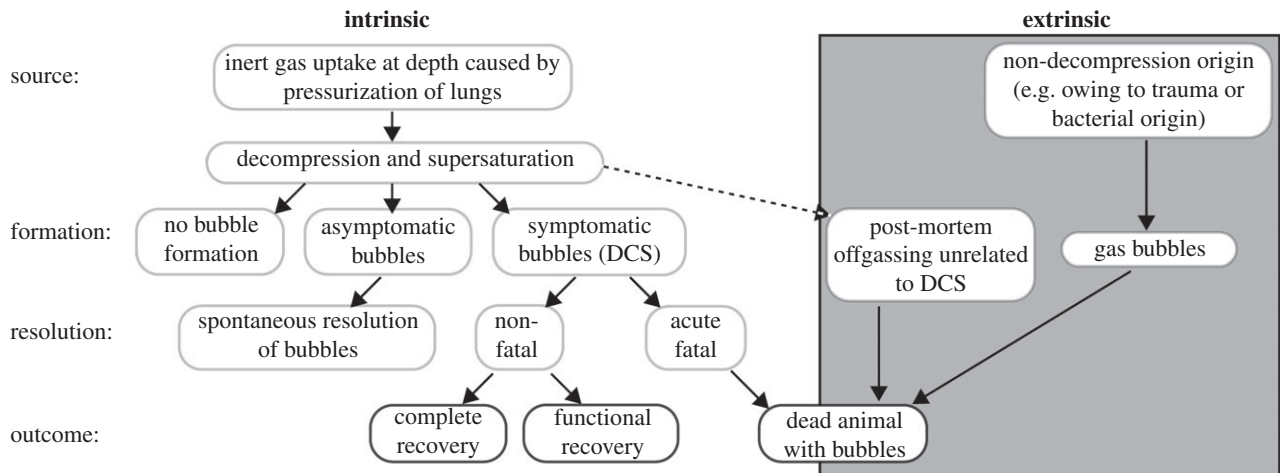 intrinsic
extrinsic
source:
inert gas uptake at depth caused by
pressurization of lungs
non-decompression origin
(e.g. owing to trauma or
bacterial origin)
decompression and supersaturation
formation:
no bubble
formation
asymptomatic
bubbles
symptomatic
bubbles (DCS)
post-mortem
offgassing unrelated
to DCS
gas bubbles
resolution:
spontaneous resolution
of bubbles
non-
fatal
acute
fatal
outcome:
complete
recovery
functional
recovery
dead animal
with bubbles